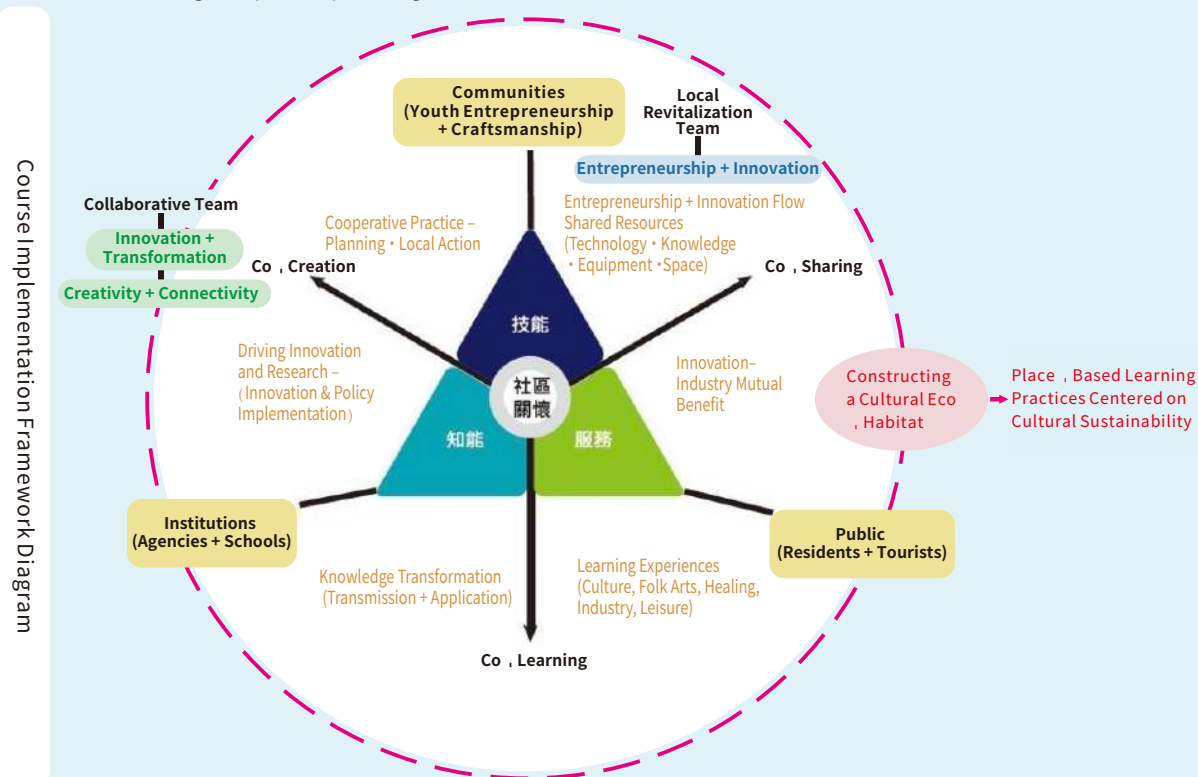 Course Implementation Framework Diagram
Communities
(Youth Entrepreneurship
+ Craftsmanship)
Local
Revitalization
Team
Entrepreneurship + Innovation
Collaborative Team
Innovation +
Transformation
Creativity + Connectivity
Cooperative Practice –
Planning・Local Action
Entrepreneurship + Innovation Flow
Shared Resources
(Technology・Knowledge
・Equipment・Space)
Co , Creation
Co , Sharing
技能
Driving Innovation
and Research –
(Innovation & Policy
Implementation)
社區
關懷
Innovation–
Industry Mutual
Benefit
Constructing
a Cultural Eco
, Habitat
Place , Based Learning
Practices Centered on
Cultural Sustainability
知能
服務
Institutions
(Agencies + Schools)
Public
(Residents + Tourists)
Knowledge Transformation
(Transmission + Application)
Learning Experiences
(Culture, Folk Arts, Healing,
Industry, Leisure)
Co , Learning